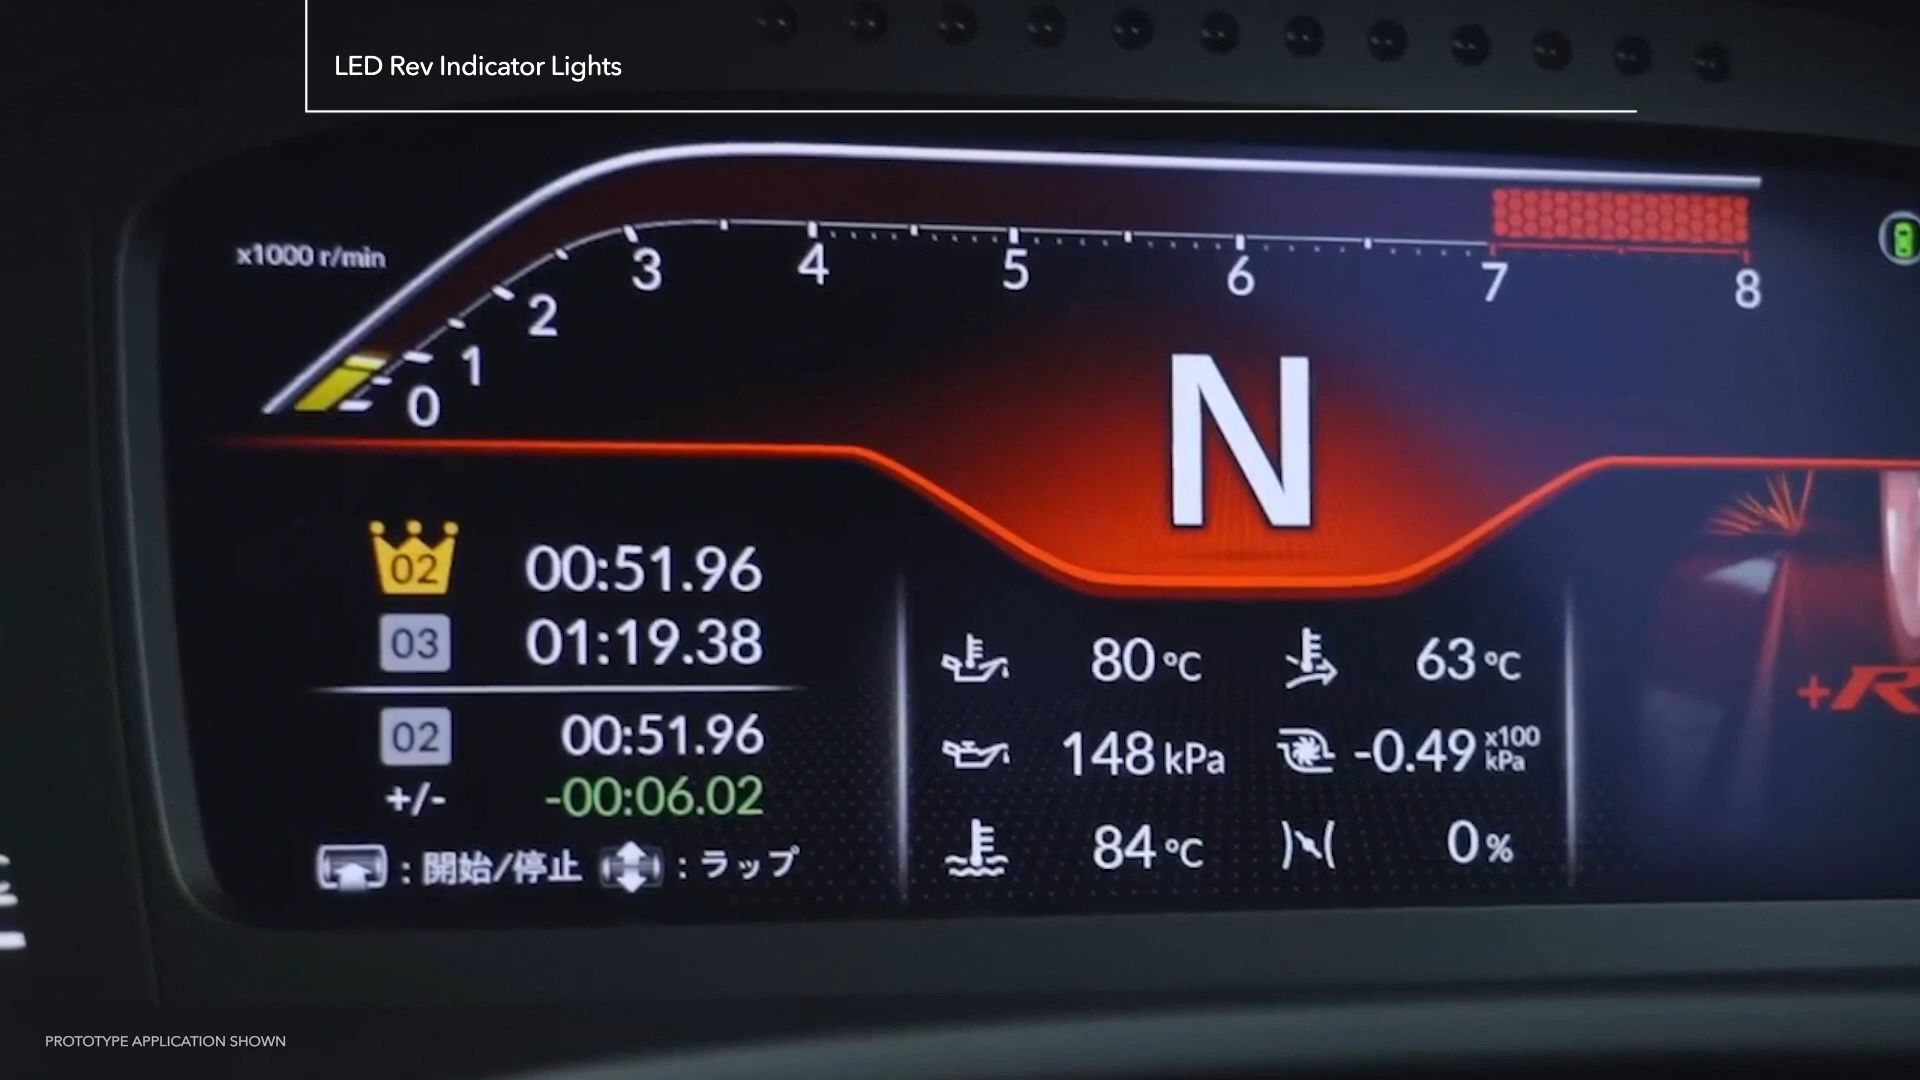 LED Rev Indicator Lights
x1000 r/min
0 1 2 3 4 5 6 7 8
N
02 00:51.96
03 01:19.38
02 00:51.96
+/- -00:06.02
: 開始/停止 : ラップ
80 °C 63 °C
148 kPa -0.49 x100 kPa
84 °C 0 %
+R
PROTOTYPE APPLICATION SHOWN